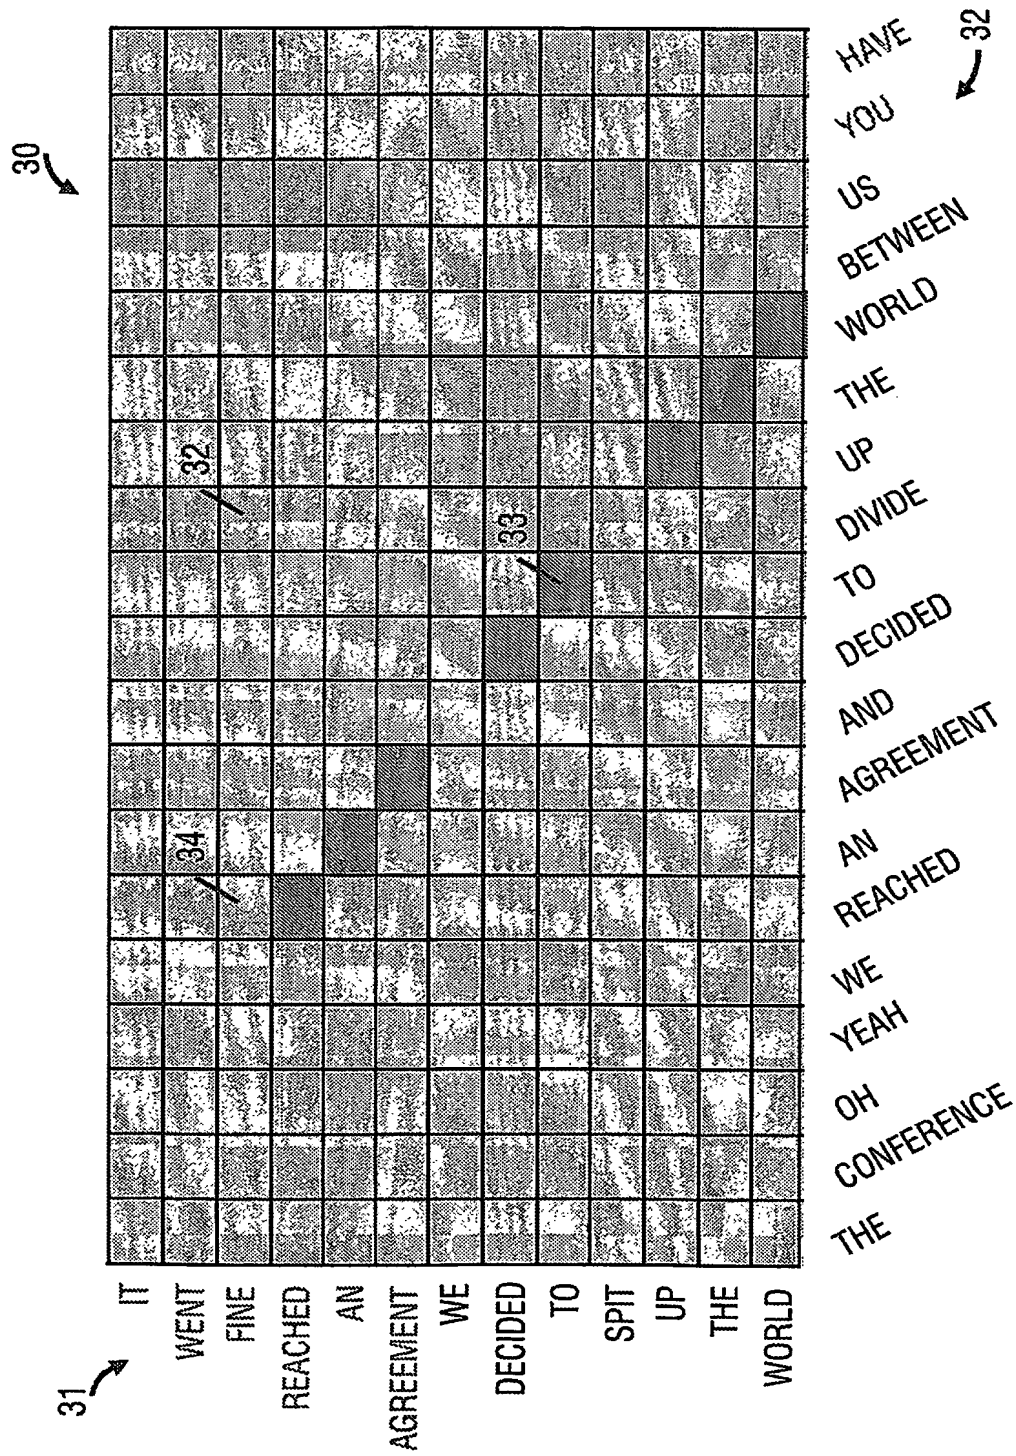 30
31
32
32
33
34
IT
WENT
FINE
REACHED
AN
AGREEMENT
WE
DECIDED
TO
SPIT
UP
THE
WORLD
THE
CONFERENCE
OH
YEAH
WE
REACHED
AN
AGREEMENT
AND
DECIDED
TO
DIVIDE
UP
THE
WORLD
BETWEEN
US
YOU
HAVE